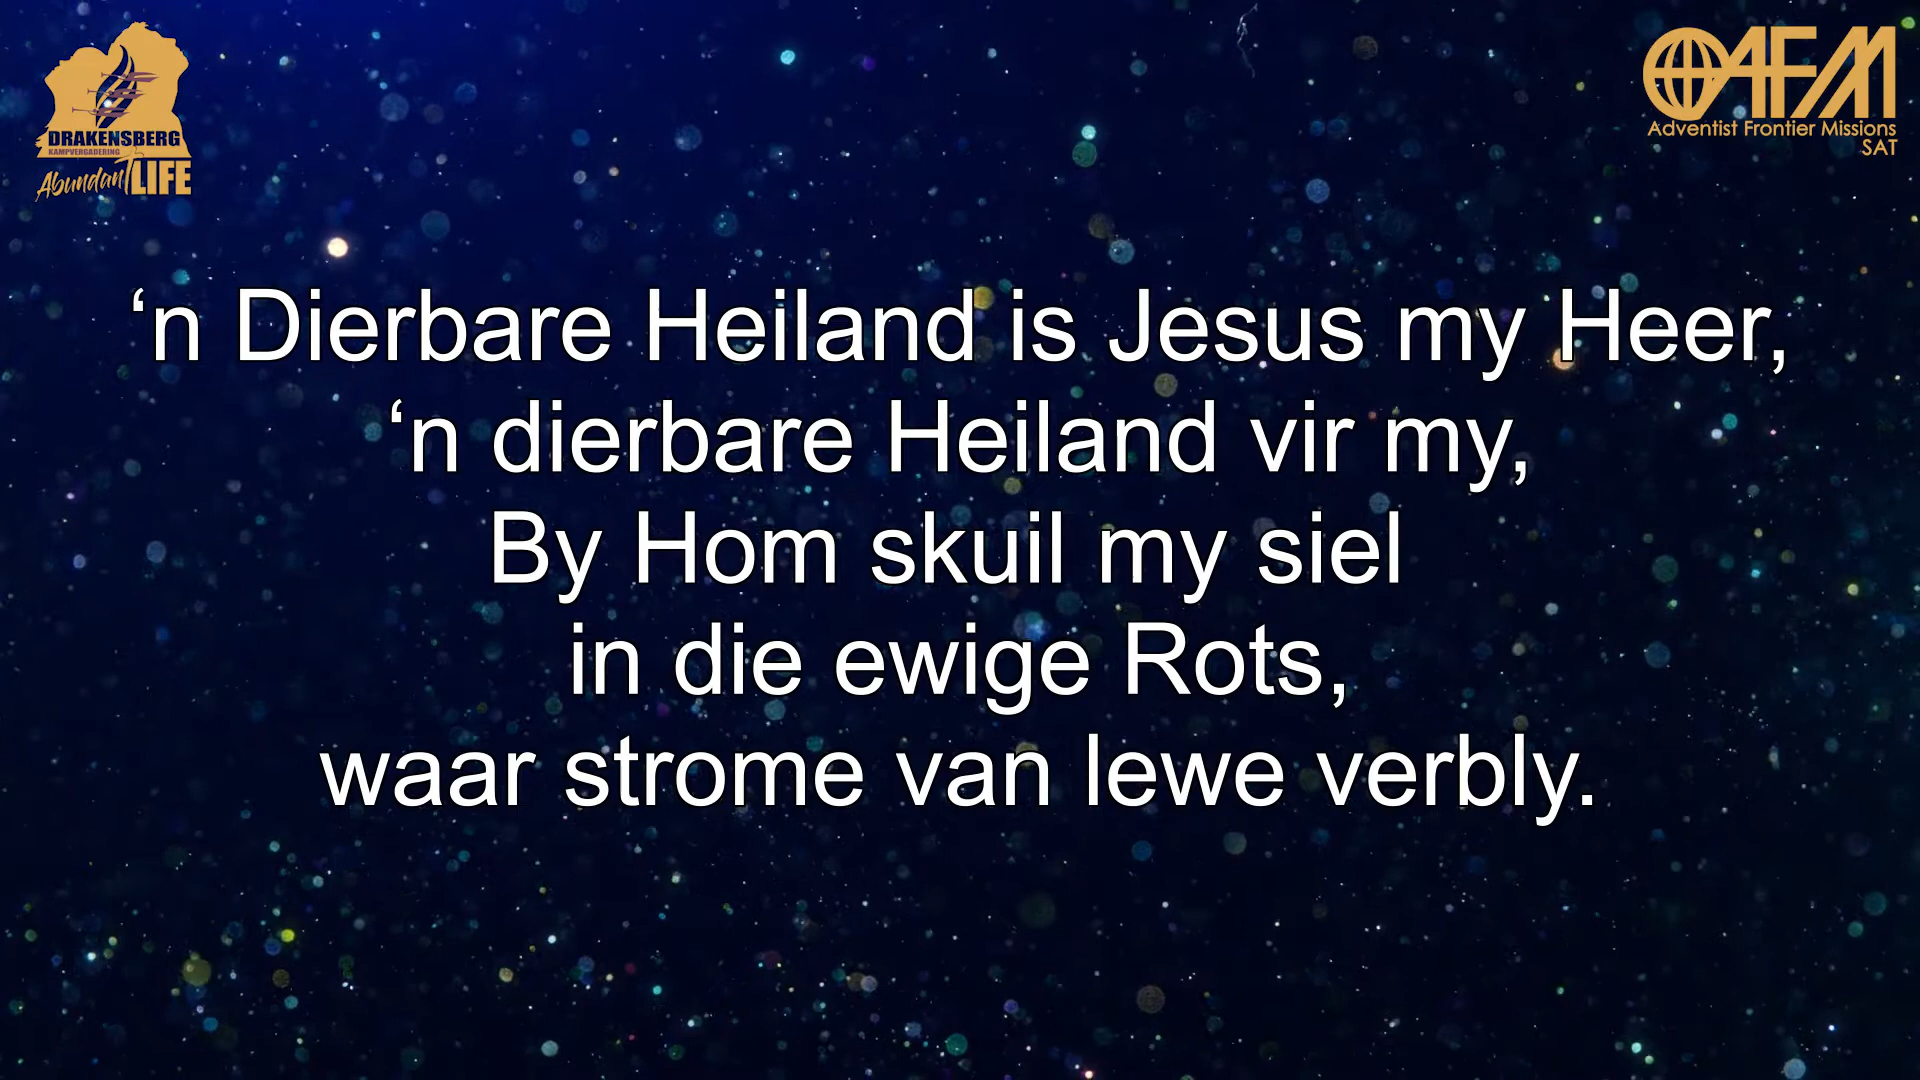 DRAKENSBERG
KAMPVERGADERING
Abundant LIFE
AFM
Adventist Frontier Missions
SAT
‘n Dierbare Heiland is Jesus my Heer,
‘n dierbare Heiland vir my,
By Hom skuil my siel
in die ewige Rots,
waar strome van lewe verbly.